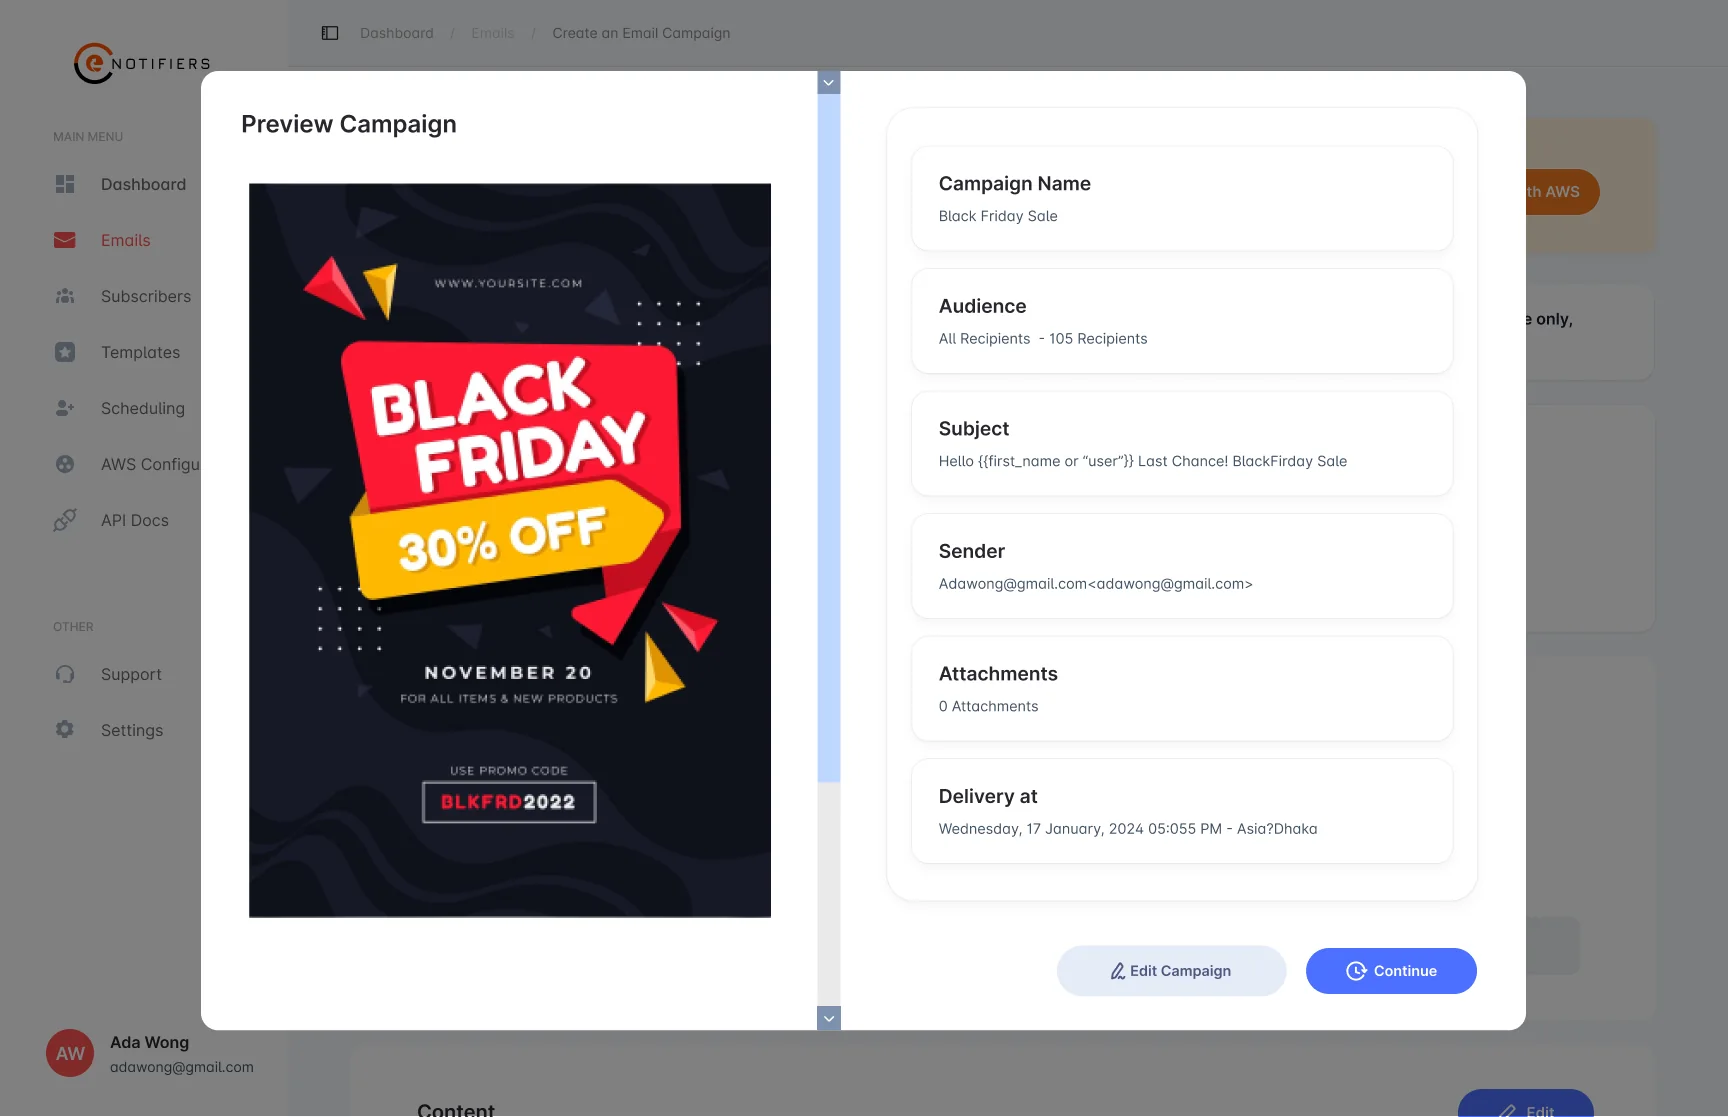 NOTIFIERS
Dashboard / Emails / Create an Email Campaign
MAIN MENU
Dashboard
Emails
Subscribers
Templates
Scheduling
AWS Configu
API Docs
OTHER
Support
Settings
AW
Ada Wong
adawong@gmail.com
Preview Campaign
WWW.YOURSITE.COM
BLACK
FRIDAY
30% OFF
NOVEMBER 20
FOR ALL ITEMS & NEW PRODUCTS
USE PROMO CODE
BLKFRD2022
Campaign Name
Black Friday Sale
Audience
All Recipients - 105 Recipients
Subject
Hello {{first_name or “user”}} Last Chance! BlackFirday Sale
Sender
Adawong@gmail.com<adawong@gmail.com>
Attachments
0 Attachments
Delivery at
Wednesday, 17 January, 2024 05:055 PM - Asia?Dhaka
Edit Campaign
Continue
th AWS
e only,
Content
Edit